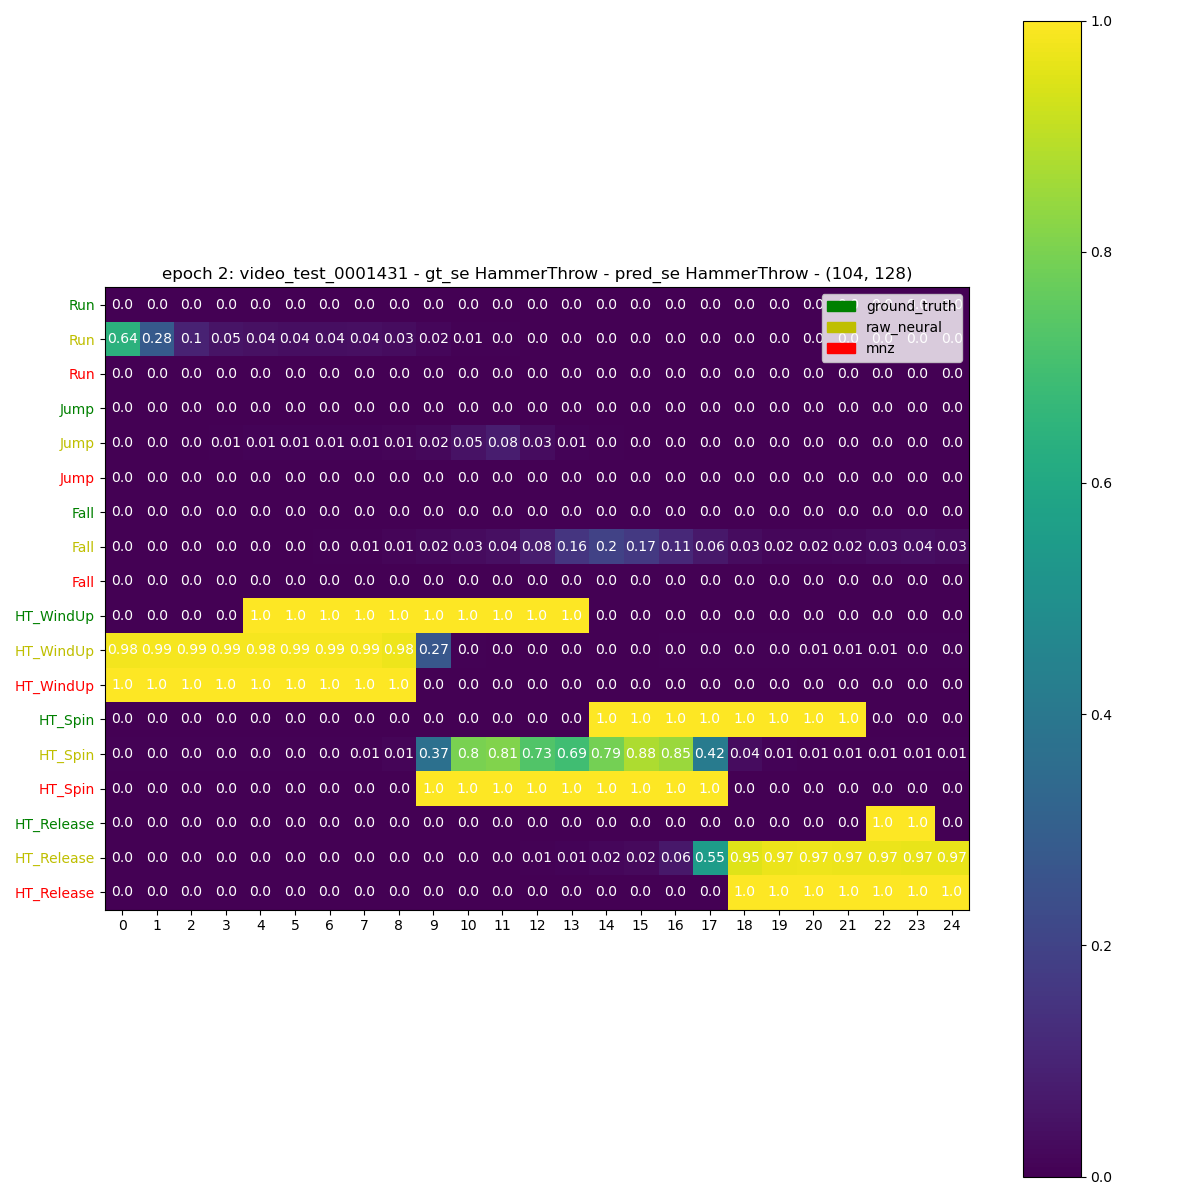 epoch 2: video_test_0001431 - gt_se HammerThrow - pred_se HammerThrow - (104, 128)
ground_truth
raw_neural
mnz
Run 0.0 0.0 0.0 0.0 0.0 0.0 0.0 0.0 0.0 0.0 0.0 0.0 0.0 0.0 0.0 0.0 0.0 0.0 0.0 0.0 0.0 0.0 0.0 0.0 0.0
Run 0.64 0.28 0.1 0.05 0.04 0.04 0.04 0.04 0.03 0.02 0.01 0.0 0.0 0.0 0.0 0.0 0.0 0.0 0.0 0.0 0.0 0.0 0.0 0.0 0.0
Run 0.0 0.0 0.0 0.0 0.0 0.0 0.0 0.0 0.0 0.0 0.0 0.0 0.0 0.0 0.0 0.0 0.0 0.0 0.0 0.0 0.0 0.0 0.0 0.0 0.0
Jump 0.0 0.0 0.0 0.0 0.0 0.0 0.0 0.0 0.0 0.0 0.0 0.0 0.0 0.0 0.0 0.0 0.0 0.0 0.0 0.0 0.0 0.0 0.0 0.0 0.0
Jump 0.0 0.0 0.0 0.01 0.01 0.01 0.01 0.01 0.01 0.02 0.05 0.08 0.03 0.01 0.0 0.0 0.0 0.0 0.0 0.0 0.0 0.0 0.0 0.0 0.0
Jump 0.0 0.0 0.0 0.0 0.0 0.0 0.0 0.0 0.0 0.0 0.0 0.0 0.0 0.0 0.0 0.0 0.0 0.0 0.0 0.0 0.0 0.0 0.0 0.0 0.0
Fall 0.0 0.0 0.0 0.0 0.0 0.0 0.0 0.0 0.0 0.0 0.0 0.0 0.0 0.0 0.0 0.0 0.0 0.0 0.0 0.0 0.0 0.0 0.0 0.0 0.0
Fall 0.0 0.0 0.0 0.0 0.0 0.0 0.0 0.01 0.01 0.02 0.03 0.04 0.08 0.16 0.2 0.17 0.11 0.06 0.03 0.02 0.02 0.02 0.03 0.04 0.03
Fall 0.0 0.0 0.0 0.0 0.0 0.0 0.0 0.0 0.0 0.0 0.0 0.0 0.0 0.0 0.0 0.0 0.0 0.0 0.0 0.0 0.0 0.0 0.0 0.0 0.0
HT_WindUp 0.0 0.0 0.0 0.0 1.0 1.0 1.0 1.0 1.0 1.0 1.0 1.0 1.0 1.0 0.0 0.0 0.0 0.0 0.0 0.0 0.0 0.0 0.0 0.0 0.0
HT_WindUp 0.98 0.99 0.99 0.99 0.98 0.99 0.99 0.99 0.98 0.27 0.0 0.0 0.0 0.0 0.0 0.0 0.0 0.0 0.0 0.0 0.01 0.01 0.01 0.0 0.0
HT_WindUp 1.0 1.0 1.0 1.0 1.0 1.0 1.0 1.0 1.0 0.0 0.0 0.0 0.0 0.0 0.0 0.0 0.0 0.0 0.0 0.0 0.0 0.0 0.0 0.0 0.0
HT_Spin 0.0 0.0 0.0 0.0 0.0 0.0 0.0 0.0 0.0 0.0 0.0 0.0 0.0 0.0 1.0 1.0 1.0 1.0 1.0 1.0 1.0 1.0 0.0 0.0 0.0
HT_Spin 0.0 0.0 0.0 0.0 0.0 0.0 0.0 0.01 0.01 0.37 0.8 0.81 0.73 0.69 0.79 0.88 0.85 0.42 0.04 0.01 0.01 0.01 0.01 0.01 0.01
HT_Spin 0.0 0.0 0.0 0.0 0.0 0.0 0.0 0.0 0.0 1.0 1.0 1.0 1.0 1.0 1.0 1.0 1.0 1.0 0.0 0.0 0.0 0.0 0.0 0.0 0.0
HT_Release 0.0 0.0 0.0 0.0 0.0 0.0 0.0 0.0 0.0 0.0 0.0 0.0 0.0 0.0 0.0 0.0 0.0 0.0 0.0 0.0 0.0 0.0 1.0 1.0 0.0
HT_Release 0.0 0.0 0.0 0.0 0.0 0.0 0.0 0.0 0.0 0.0 0.0 0.0 0.01 0.01 0.02 0.02 0.06 0.55 0.95 0.97 0.97 0.97 0.97 0.97 0.97
HT_Release 0.0 0.0 0.0 0.0 0.0 0.0 0.0 0.0 0.0 0.0 0.0 0.0 0.0 0.0 0.0 0.0 0.0 0.0 1.0 1.0 1.0 1.0 1.0 1.0 1.0
0 1 2 3 4 5 6 7 8 9 10 11 12 13 14 15 16 17 18 19 20 21 22 23 24
1.0
0.8
0.6
0.4
0.2
0.0